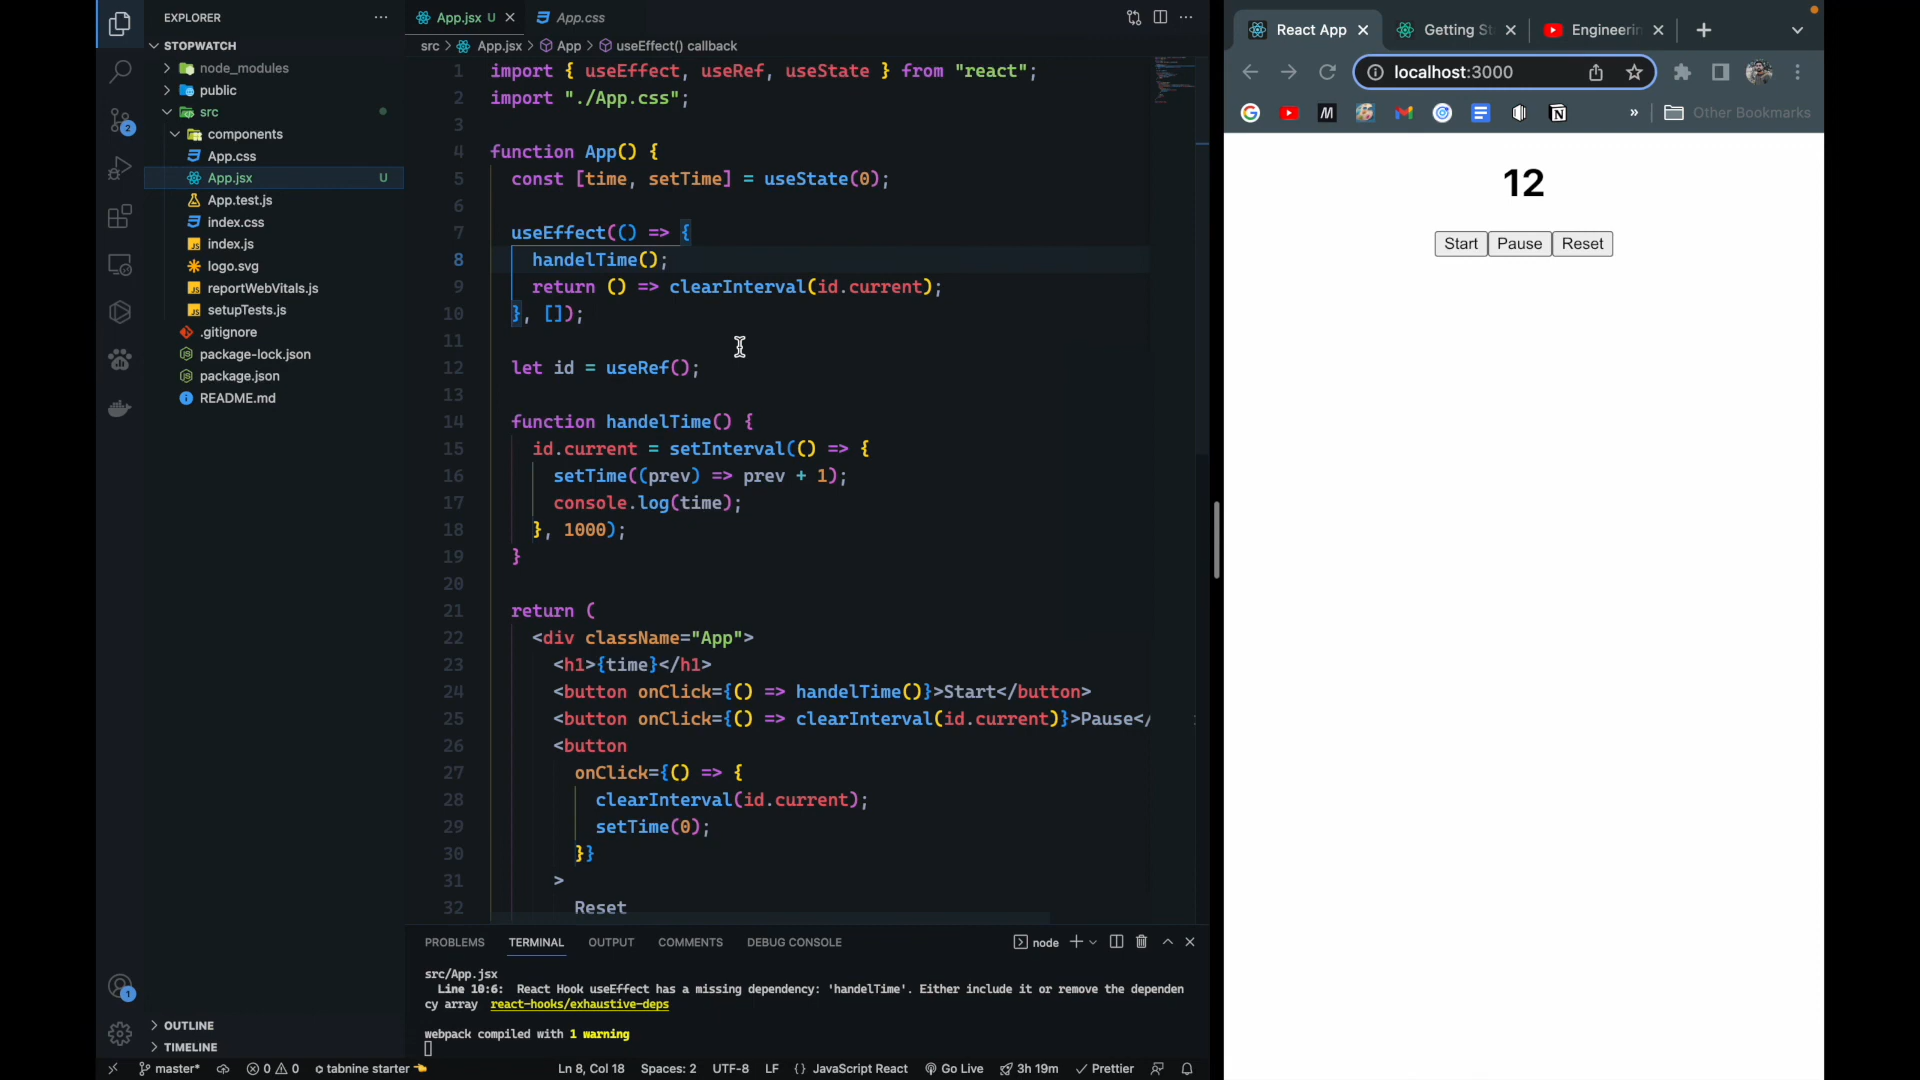 EXPLORER
STOPWATCH
node_modules
public
src
components
App.css
App.jsx
U
App.test.js
index.css
index.js
logo.svg
reportWebVitals.js
setupTests.js
.gitignore
package-lock.json
package.json
README.md
OUTLINE
TIMELINE
2
1
App.jsx U
App.css
src > App.jsx > App > useEffect() callback
1 import { useEffect, useRef, useState } from "react";
2 import "./App.css";
3
4 function App() {
5 const [time, setTime] = useState(0);
6
7 useEffect(() => {
8 handelTime();
9 return () => clearInterval(id.current);
10 }, []);
11
12 let id = useRef();
13
14 function handelTime() {
15 id.current = setInterval(() => {
16 setTime((prev) => prev + 1);
17 console.log(time);
18 }, 1000);
19 }
20
21 return (
22 <div className="App">
23 <h1>{time}</h1>
24 <button onClick={() => handelTime()}>Start</button>
25 <button onClick={() => clearInterval(id.current)}>Pause</
26 <button
27 onClick={() => {
28 clearInterval(id.current);
29 setTime(0);
30 }}
31 >
32 Reset
PROBLEMS TERMINAL OUTPUT COMMENTS DEBUG CONSOLE
node
src/App.jsx
Line 10:6: React Hook useEffect has a missing dependency: 'handelTime'. Either include it or remove the dependen
cy array react-hooks/exhaustive-deps
webpack compiled with 1 warning
master* 0 0 tabnine starter Ln 8, Col 18 Spaces: 2 UTF-8 LF {} JavaScript React Go Live 3h 19m Prettier
React App
Getting St
Engineerin
localhost:3000
Other Bookmarks
12
Start Pause Reset